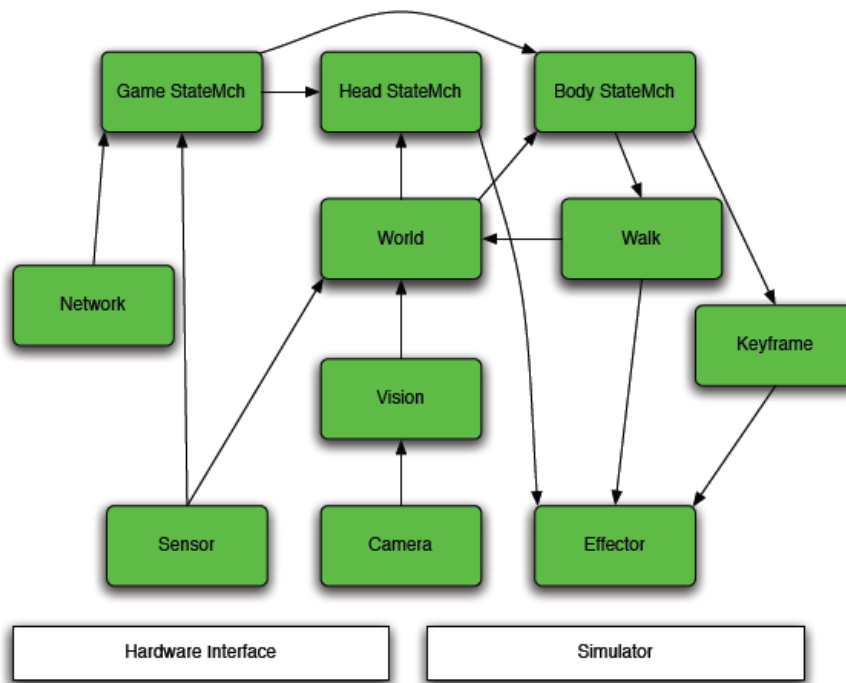 Game StateMch
Head StateMch
Body StateMch
World
Walk
Network
Keyframe
Vision
Sensor
Camera
Effector
Hardware Interface
Simulator